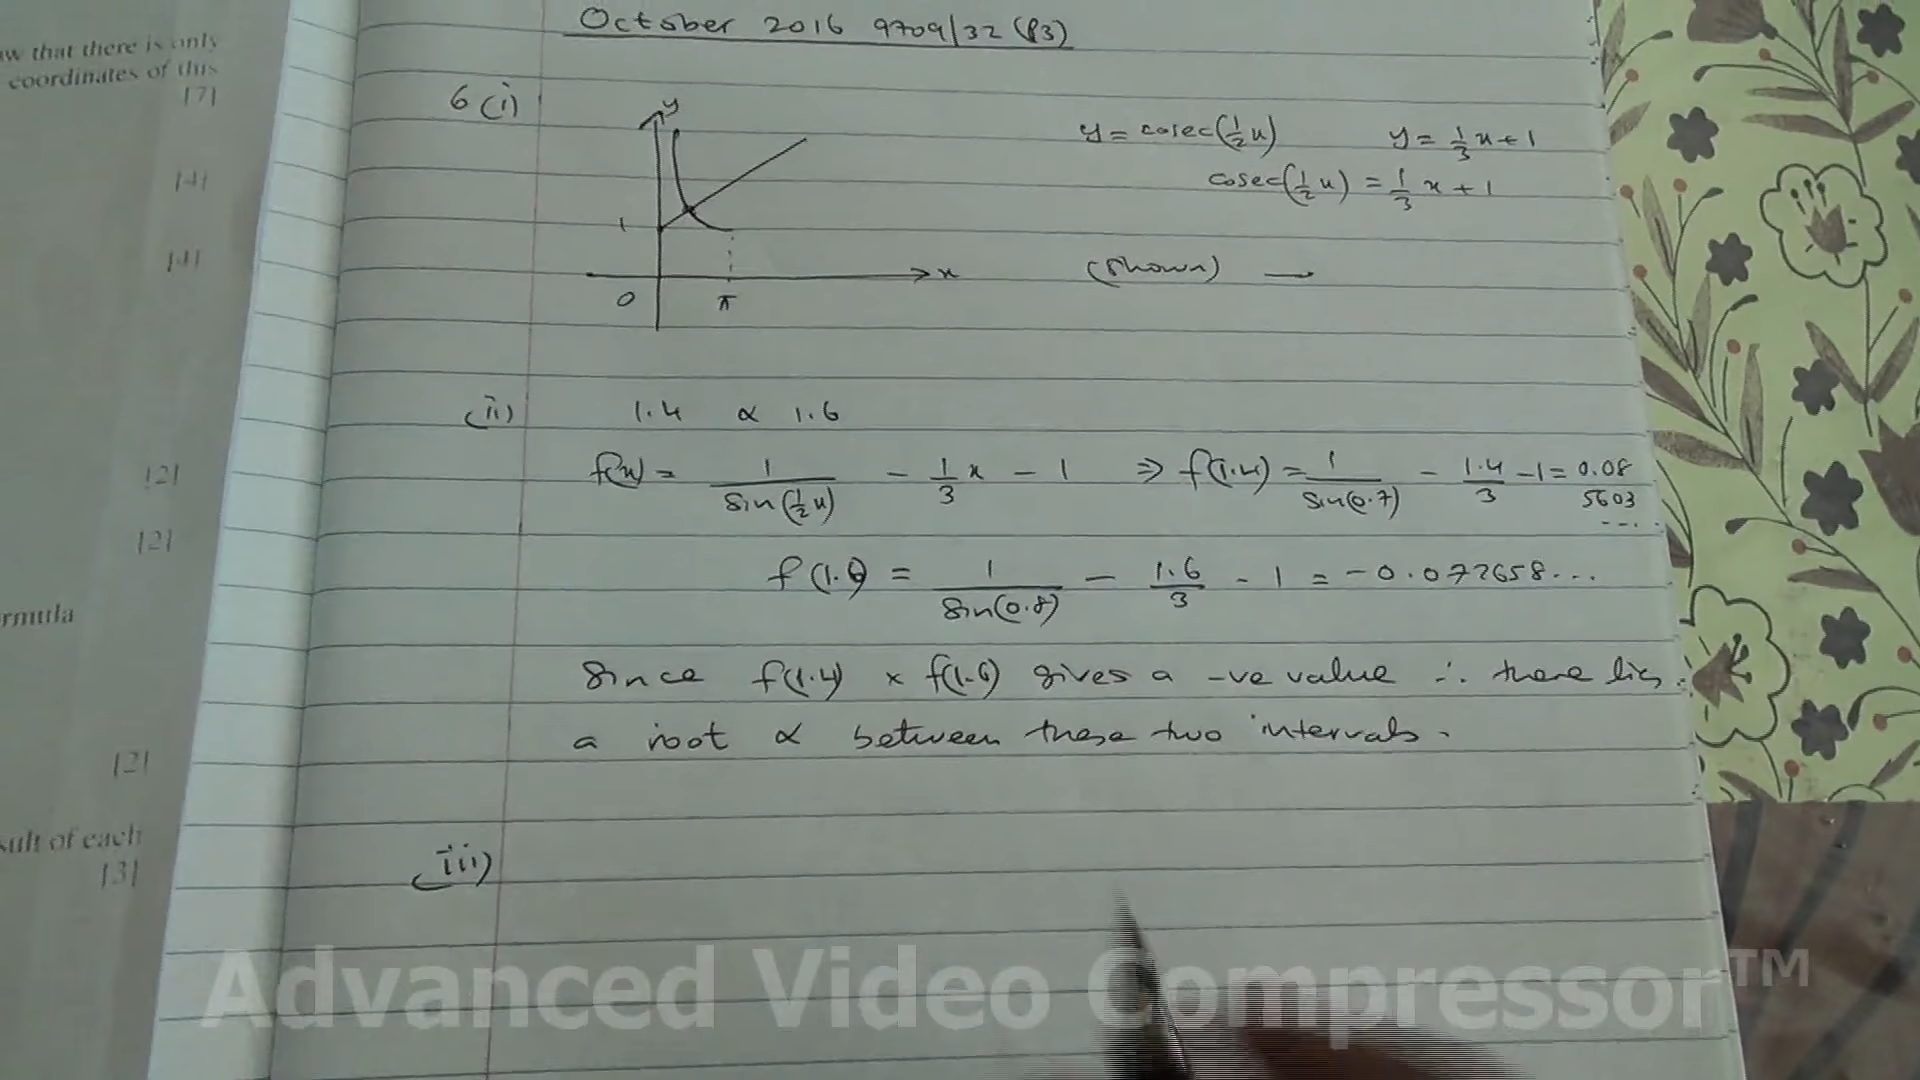 October 2016 9709/32 (P3)
w that there is only
coordinates of this
[7]
6 (i)
y
y = cosec(½x) y = ⅓x + 1
cosec(½x) = ⅓x + 1
[4]
1
[4]
(shown) →
x
0 π
(ii) 1.4 α 1.6
f(x) = 1/sin(½x) - ⅓x - 1 ⇒ f(1.4) = 1/sin(0.7) - 1.4/3 - 1 = 0.08
5603
....
[2]
[2]
f(1.6) = 1/sin(0.8) - 1.6/3 - 1 = -0.072658...
rmula
since f(1.4) × f(1.6) gives a -ve value ∴ there lies
a root α between these two intervals.
[2]
sult of each
[3]
(iii)
Advanced Video Compressor™